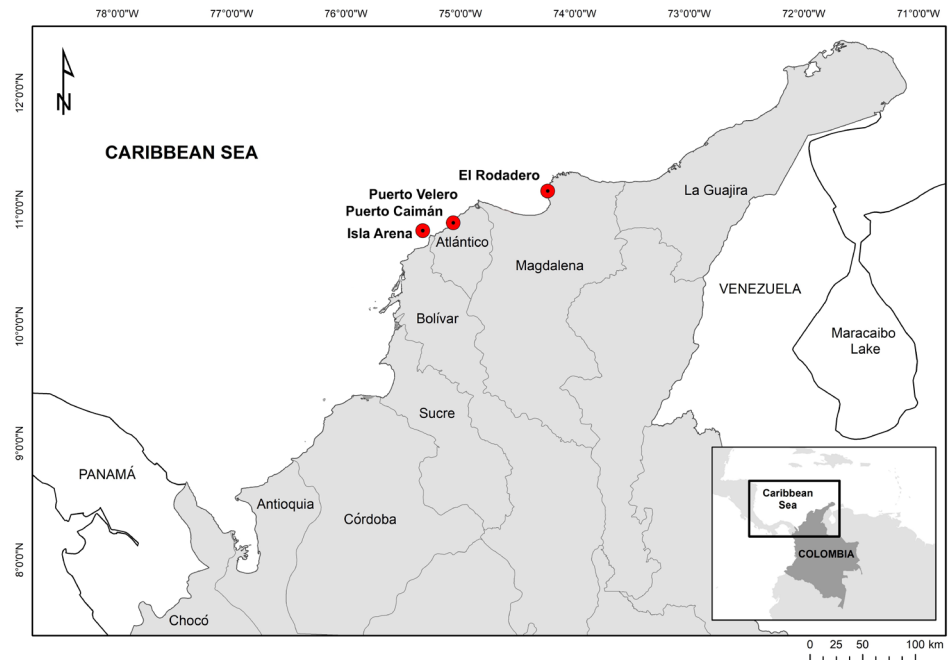 78°0'0"W 77°0'0"W 76°0'0"W 75°0'0"W 74°0'0"W 73°0'0"W 72°0'0"W 71°0'0"W
12°0'0"N
N
CARIBBEAN SEA
El Rodadero
La Guajira
11°0'0"N
Puerto Velero
Puerto Caimán
Isla Arena
Atlántico
Magdalena
VENEZUELA
10°0'0"N
Bolívar
Maracaibo
Lake
Sucre
9°0'0"N
PANAMÁ
Antioquia
Córdoba
Caribbean
Sea
COLOMBIA
8°0'0"N
Chocó
0 25 50 100 km